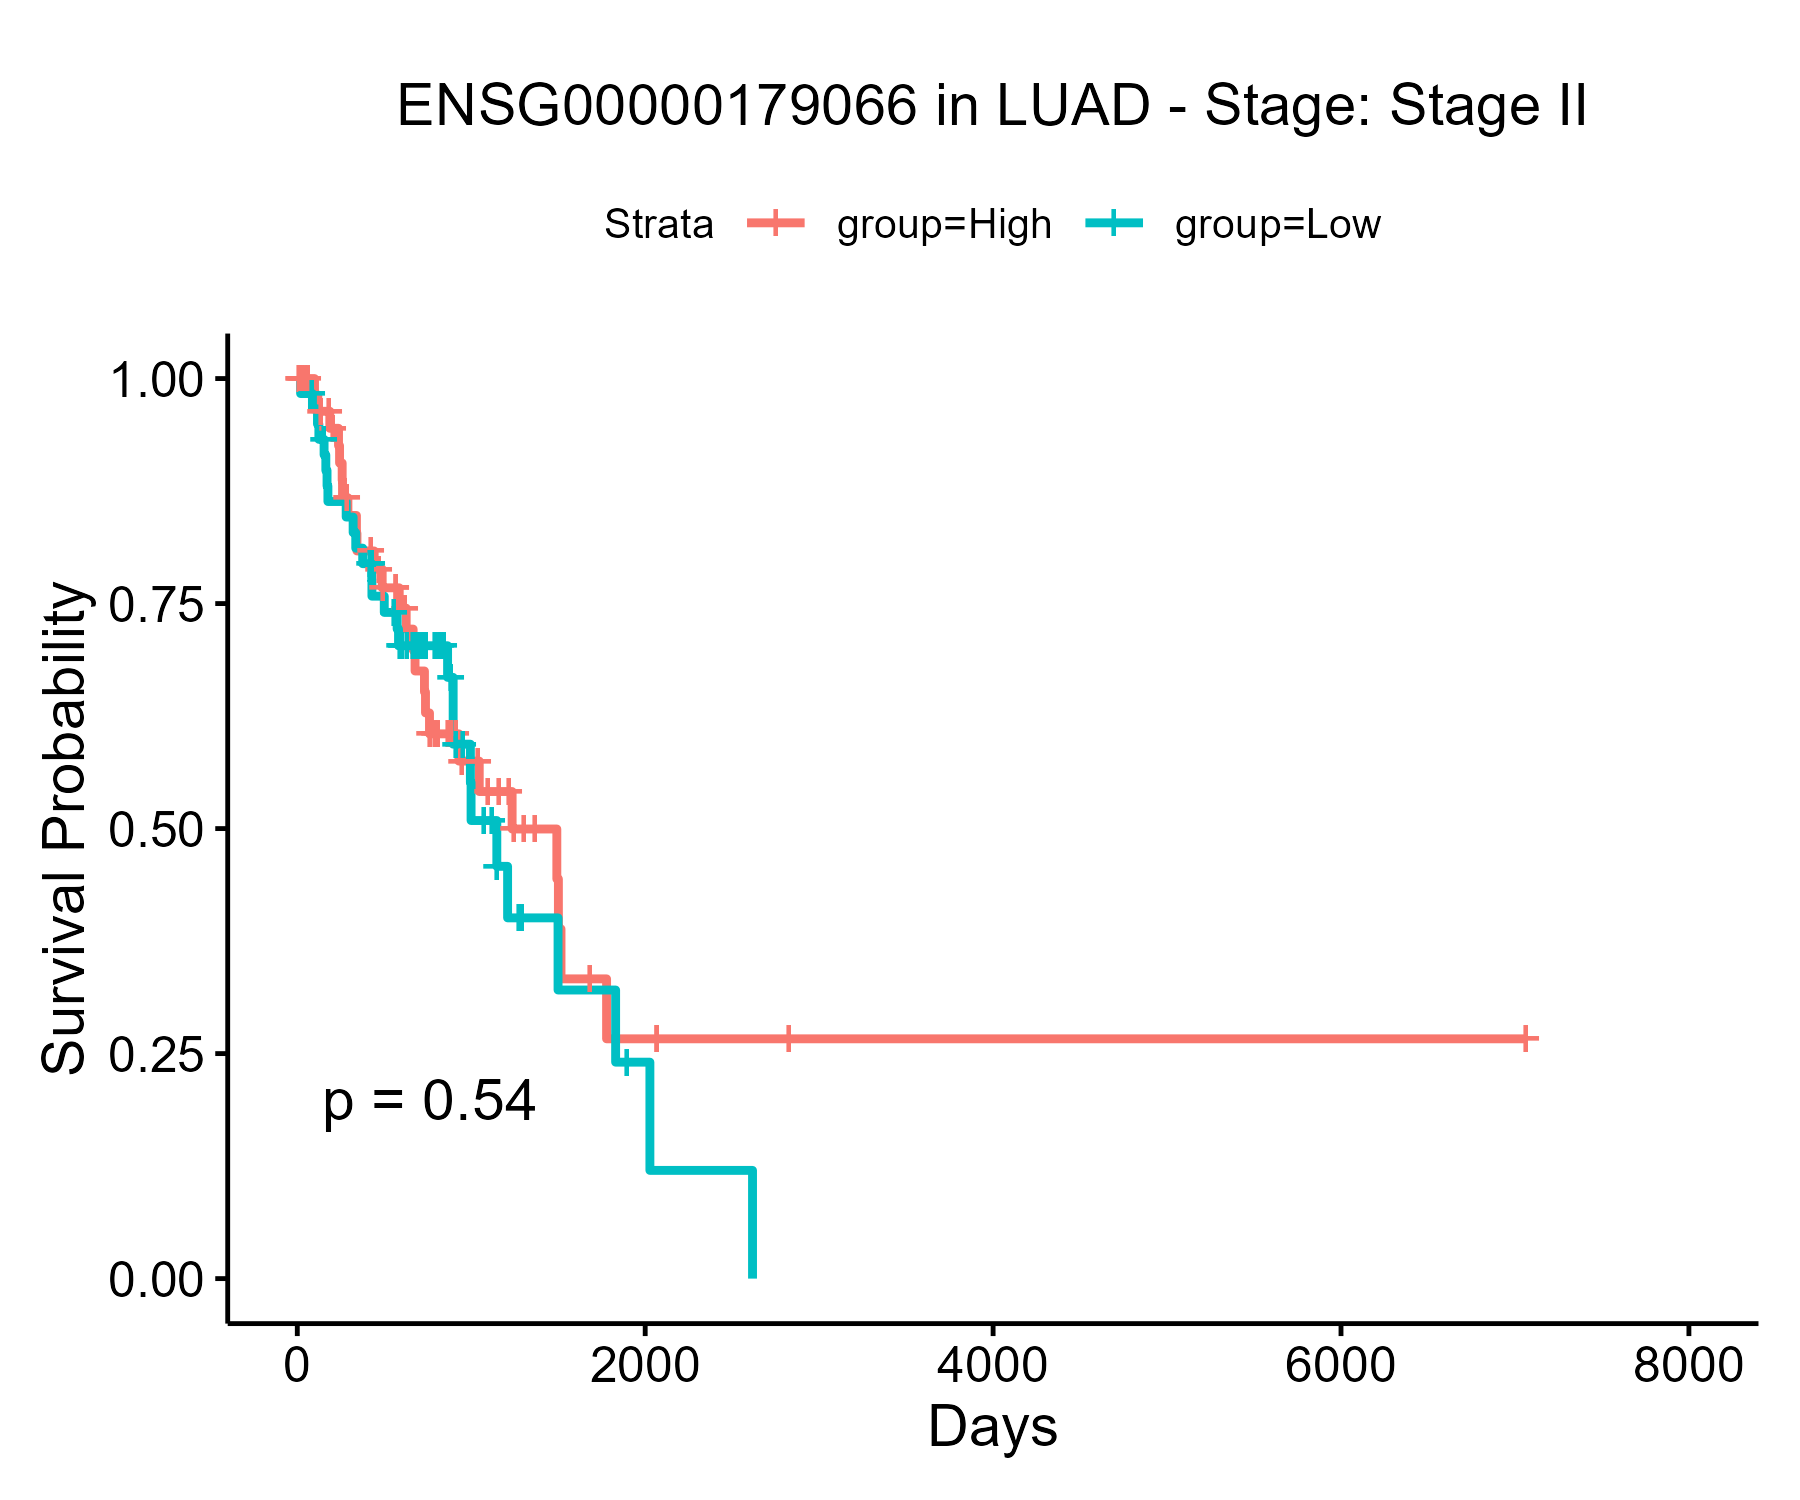 ENSG00000179066 in LUAD - Stage: Stage II
Strata group=High group=Low
Survival Probability
1.00
0.75
0.50
0.25
0.00
p = 0.54
0 2000 4000 6000 8000
Days